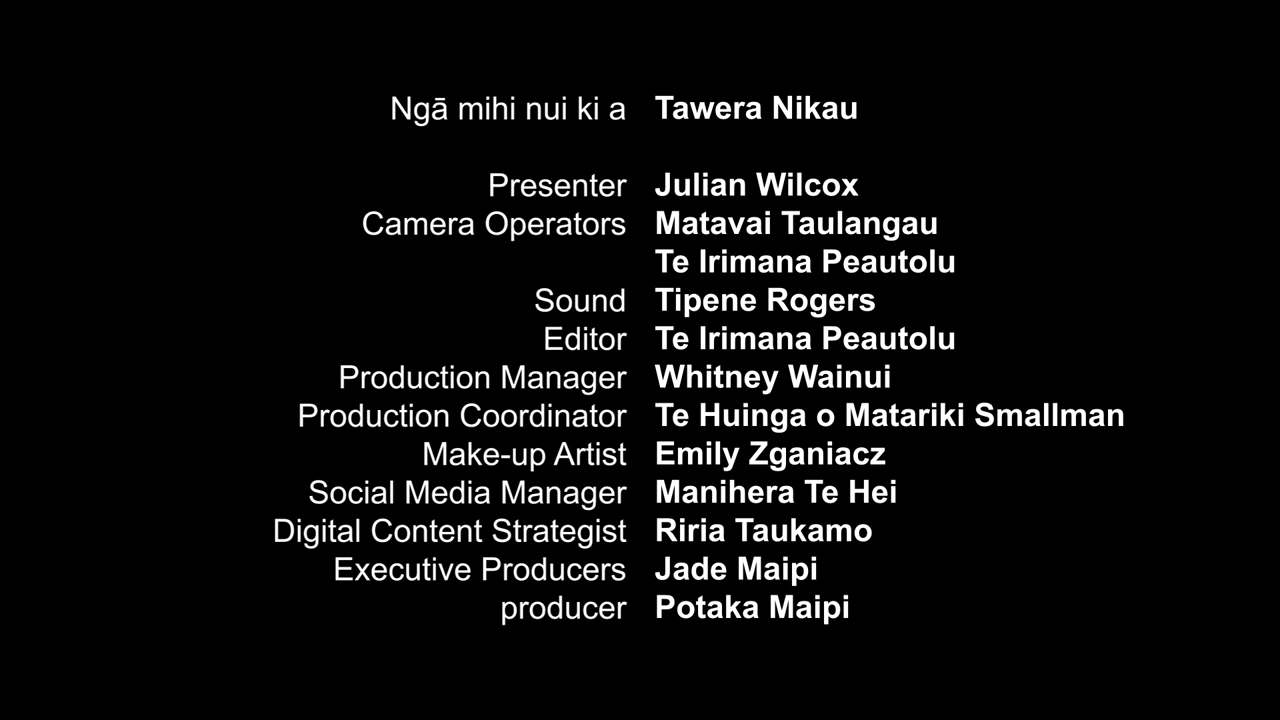 Ngā mihi nui ki a Tawera Nikau
Presenter Julian Wilcox
Camera Operators Matavai Taulangau
Te Irimana Peautolu
Sound Tipene Rogers
Editor Te Irimana Peautolu
Production Manager Whitney Wainui
Production Coordinator Te Huinga o Matariki Smallman
Make-up Artist Emily Zganiacz
Social Media Manager Manihera Te Hei
Digital Content Strategist Riria Taukamo
Executive Producers Jade Maipi
producer Potaka Maipi